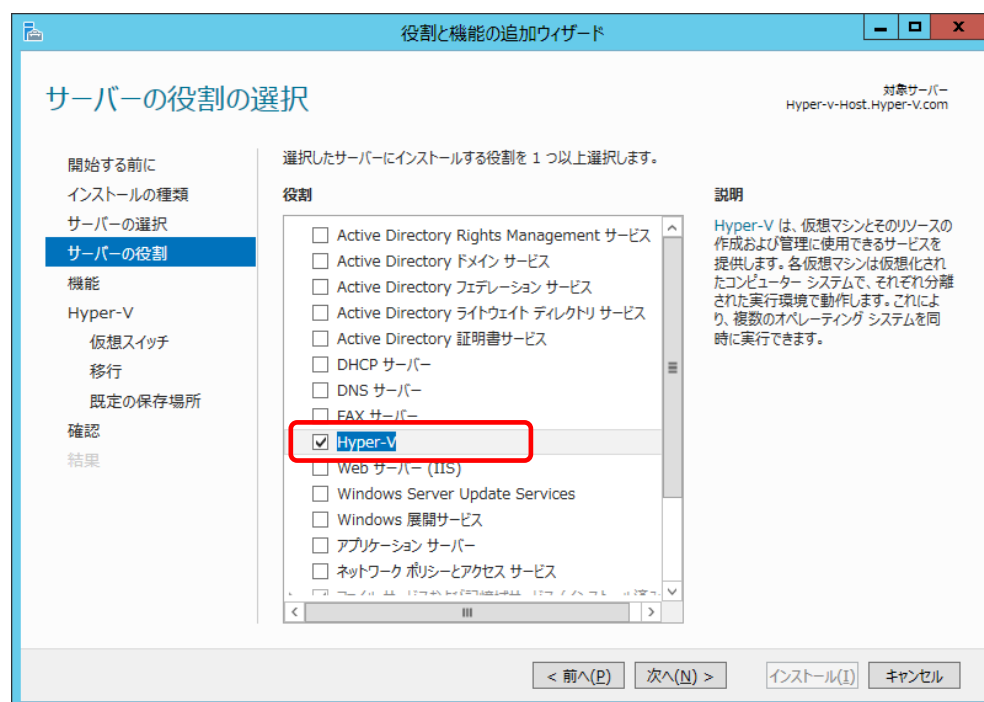 役割と機能の追加ウィザード
サーバーの役割の選択
対象サーバー
Hyper-v-Host.Hyper-V.com
開始する前に
インストールの種類
サーバーの選択
サーバーの役割
機能
Hyper-V
仮想スイッチ
移行
既定の保存場所
確認
結果
選択したサーバーにインストールする役割を 1 つ以上選択します。
役割
Active Directory Rights Management サービス
Active Directory ドメイン サービス
Active Directory フェデレーション サービス
Active Directory ライトウェイト ディレクトリ サービス
Active Directory 証明書サービス
DHCP サーバー
DNS サーバー
FAX サーバー
Hyper-V
Web サーバー (IIS)
Windows Server Update Services
Windows 展開サービス
アプリケーション サーバー
ネットワーク ポリシーとアクセス サービス
説明
Hyper-V は、仮想マシンとそのリソースの
作成および管理に使用できるサービスを
提供します。各仮想マシンは仮想化され
たコンピューター システムで、それぞれ分離
された実行環境で動作します。これによ
り、複数のオペレーティング システムを同
時に実行できます。
< 前へ(P)
次へ(N) >
インストール(I)
キャンセル